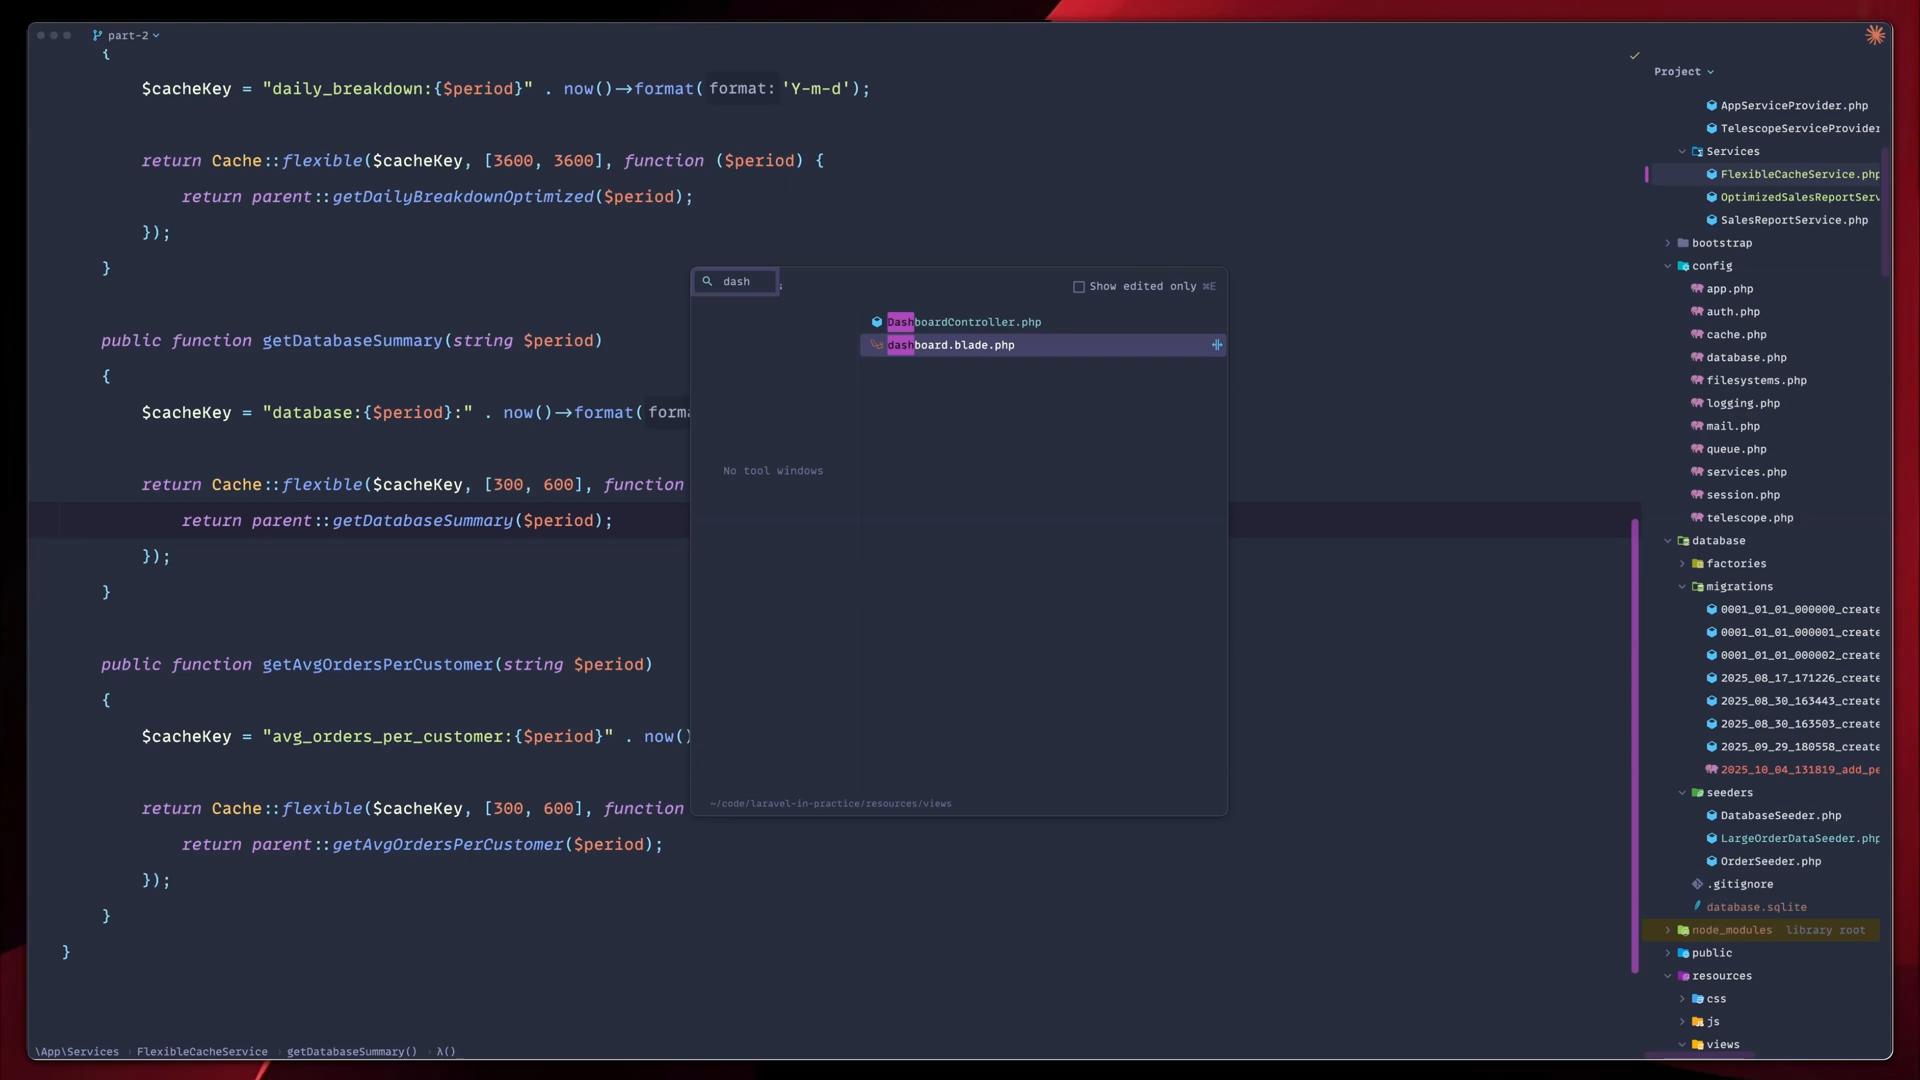 part-2
{
$cacheKey = "daily_breakdown:{$period}" . now()->format( format: 'Y-m-d');
return Cache::flexible($cacheKey, [3600, 3600], function ($period) {
return parent::getDailyBreakdownOptimized($period);
});
}
public function getDatabaseSummary(string $period)
{
$cacheKey = "database:{$period}:" . now()->format(
return Cache::flexible($cacheKey, [300, 600], function
return parent::getDatabaseSummary($period);
});
}
public function getAvgOrdersPerCustomer(string $period)
{
$cacheKey = "avg_orders_per_customer:{$period}" . now()
return Cache::flexible($cacheKey, [300, 600], function
return parent::getAvgOrdersPerCustomer($period);
});
}
}
\App\Services › FlexibleCacheService › getDatabaseSummary() › λ()
dash
Show edited only ⌘E
DashboardController.php
dashboard.blade.php
No tool windows
~/code/laravel-in-practice/resources/views
Project
AppServiceProvider.php
TelescopeServiceProvider
Services
FlexibleCacheService.php
OptimizedSalesReportServ
SalesReportService.php
bootstrap
config
app.php
auth.php
cache.php
database.php
filesystems.php
logging.php
mail.php
queue.php
services.php
session.php
telescope.php
database
factories
migrations
0001_01_01_000000_create
0001_01_01_000001_create
0001_01_01_000002_create
2025_08_17_171226_create
2025_08_30_163443_create
2025_08_30_163503_create
2025_09_29_180558_create
2025_10_04_131819_add_pe
seeders
DatabaseSeeder.php
LargeOrderDataSeeder.php
OrderSeeder.php
.gitignore
database.sqlite
node_modules library root
public
resources
css
js
views